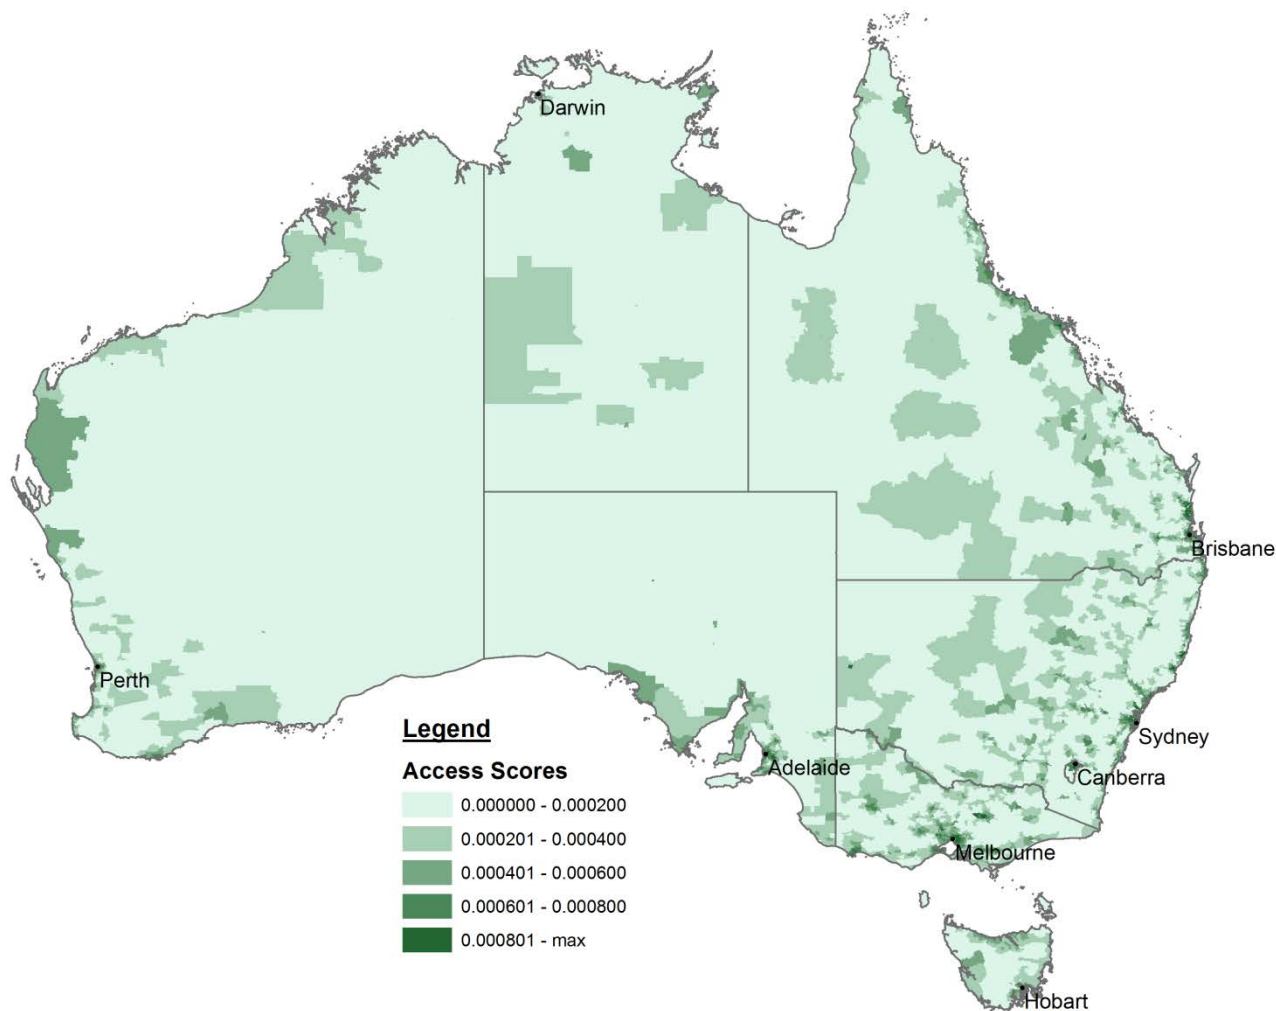 Darwin
Brisbane
Perth
Legend
Sydney
Access Scores
Adelaide
Canberra
0.000000 - 0.000200
0.000201 - 0.000400
Melbourne
0.000401 - 0.000600
0.000601 - 0.000800
0.000801 - max
Hobart